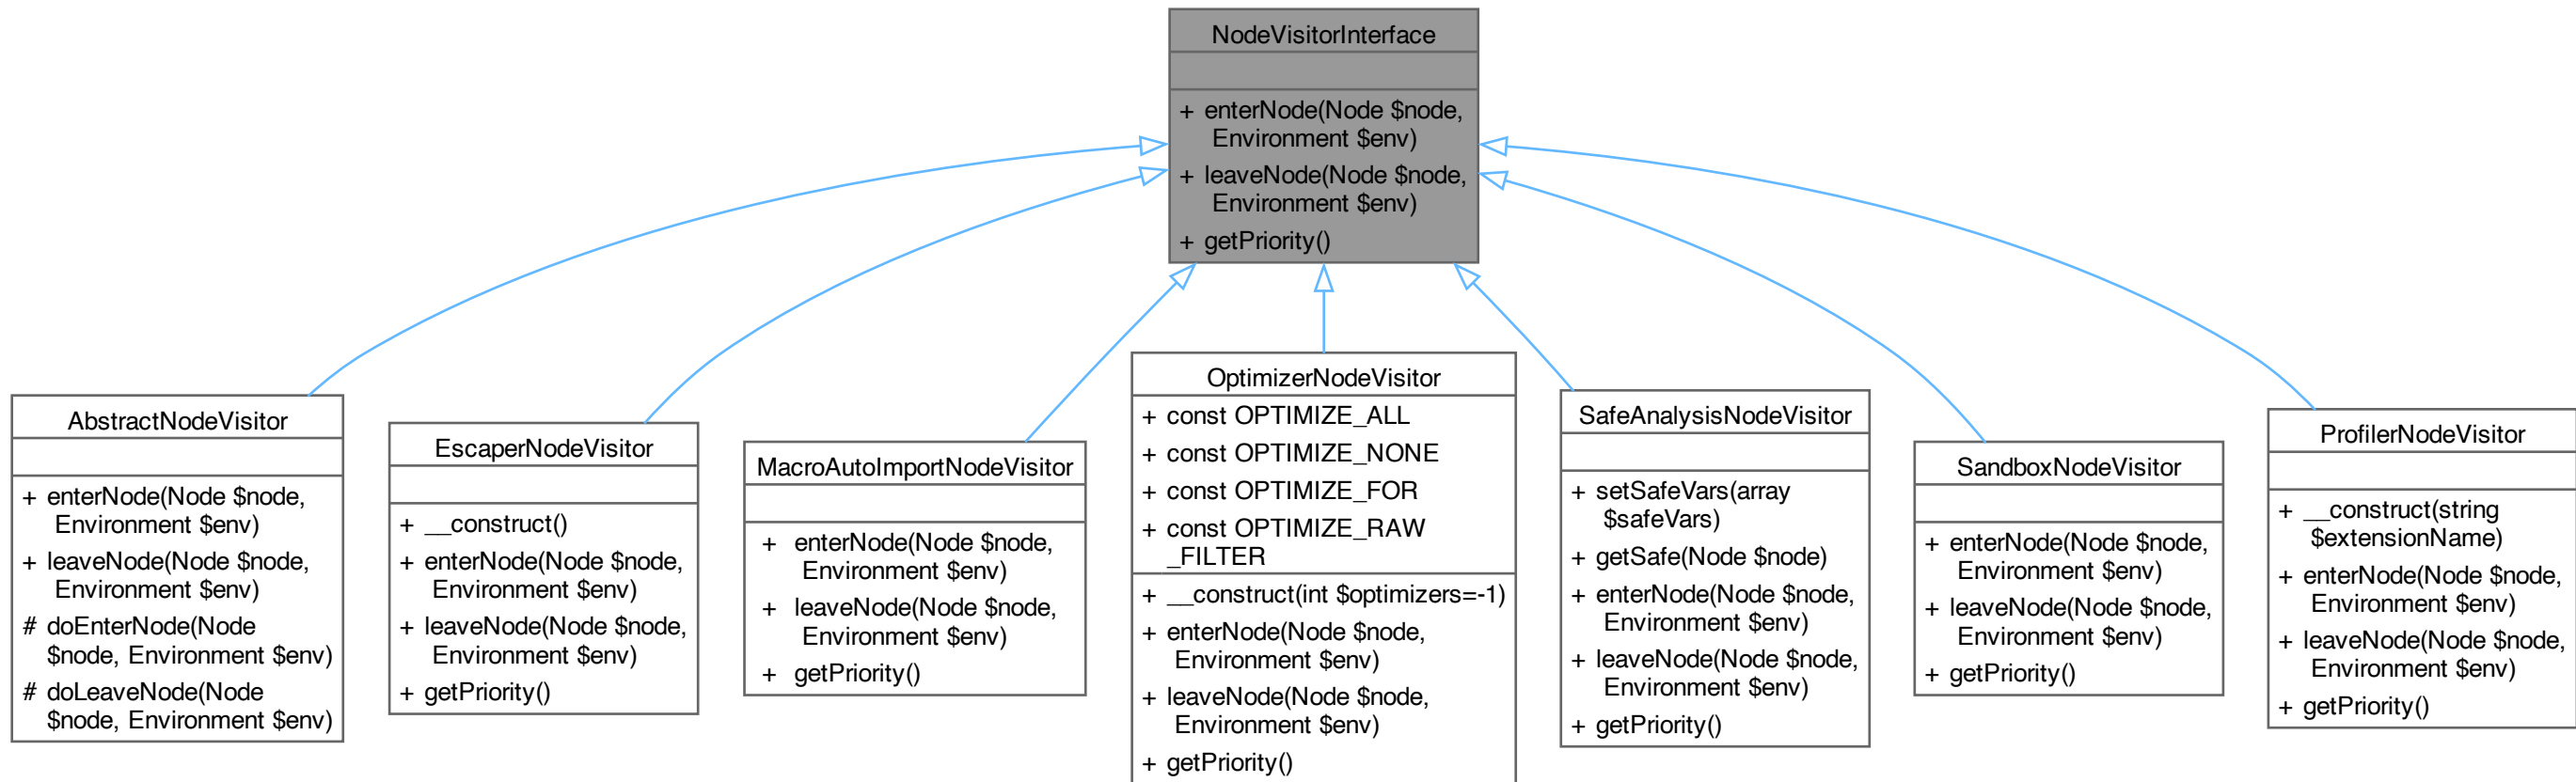 NodeVisitorInterface
+ enterNode(Node $node,
Environment $env)
+ leaveNode(Node $node,
Environment $env)
+ getPriority()
AbstractNodeVisitor
+ enterNode(Node $node,
Environment $env)
+ leaveNode(Node $node,
Environment $env)
# doEnterNode(Node
$node, Environment $env)
# doLeaveNode(Node
$node, Environment $env)
EscaperNodeVisitor
+ __construct()
+ enterNode(Node $node,
Environment $env)
+ leaveNode(Node $node,
Environment $env)
+ getPriority()
MacroAutoImportNodeVisitor
+ enterNode(Node $node,
Environment $env)
+ leaveNode(Node $node,
Environment $env)
+ getPriority()
OptimizerNodeVisitor
+ const OPTIMIZE_ALL
+ const OPTIMIZE_NONE
+ const OPTIMIZE_FOR
+ const OPTIMIZE_RAW
_FILTER
+ __construct(int $optimizers=-1)
+ enterNode(Node $node,
Environment $env)
+ leaveNode(Node $node,
Environment $env)
+ getPriority()
SafeAnalysisNodeVisitor
+ setSafeVars(array
$safeVars)
+ getSafe(Node $node)
+ enterNode(Node $node,
Environment $env)
+ leaveNode(Node $node,
Environment $env)
+ getPriority()
SandboxNodeVisitor
+ enterNode(Node $node,
Environment $env)
+ leaveNode(Node $node,
Environment $env)
+ getPriority()
ProfilerNodeVisitor
+ __construct(string
$extensionName)
+ enterNode(Node $node,
Environment $env)
+ leaveNode(Node $node,
Environment $env)
+ getPriority()